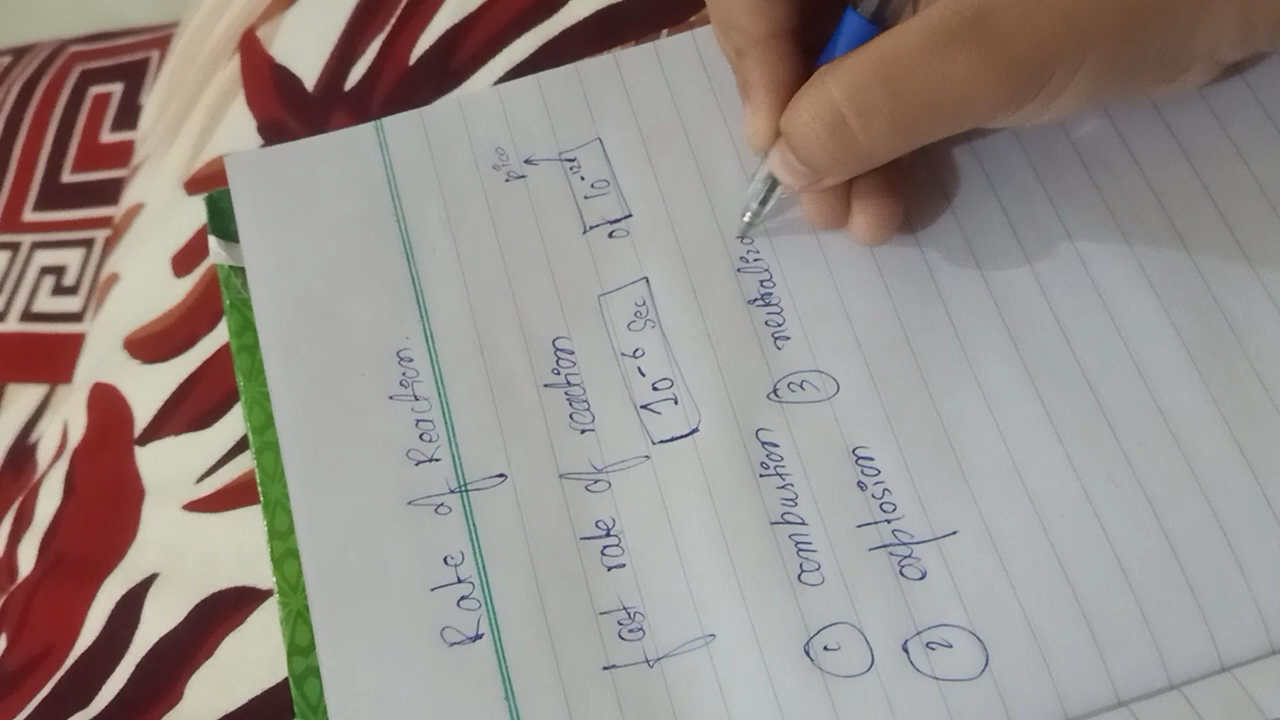 Rate of Reaction.
pico
fast rate of reaction
10-6 Sec of 10-12
① combustion ③ neutraliza
② explosion